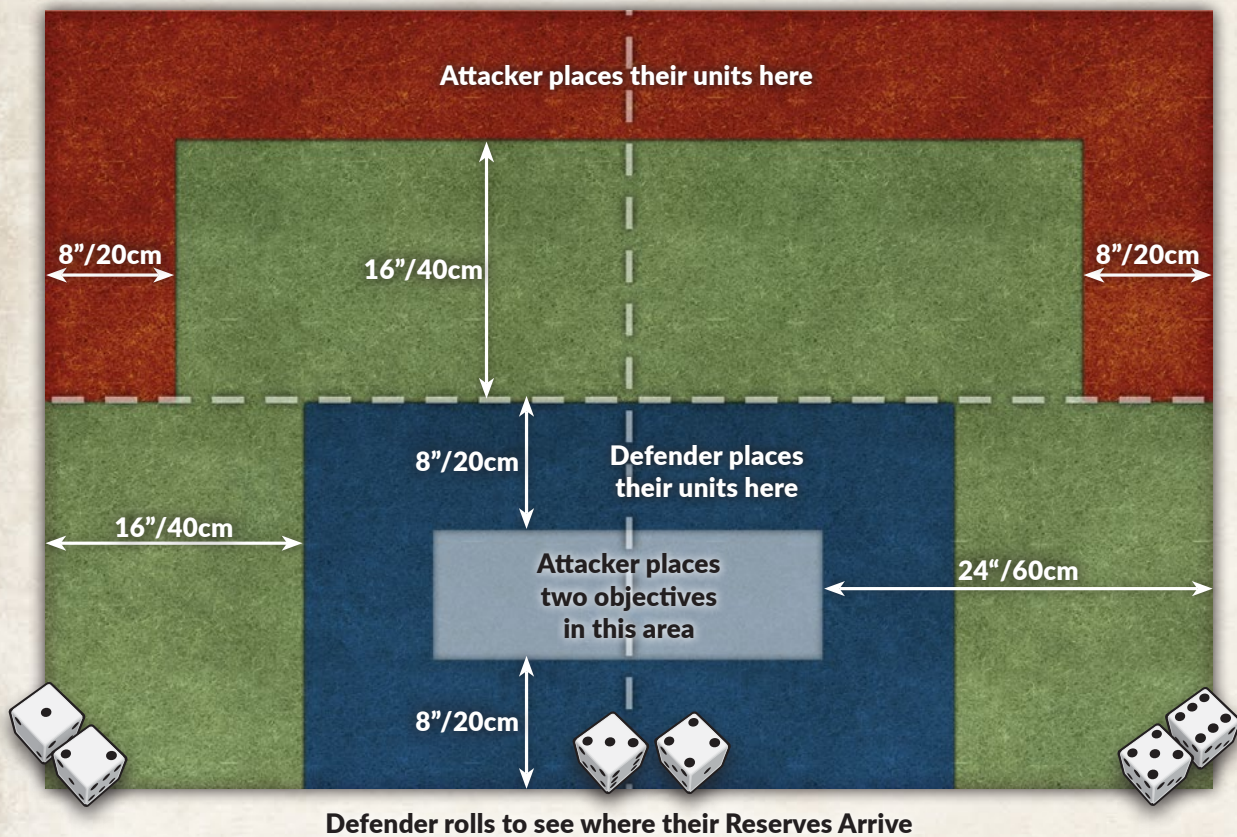 Attacker places their units here
8”/20cm
8”/20cm
16”/40cm
8”/20cm
Defender places
their units here
16”/40cm
Attacker places
two objectives
in this area
24“/60cm
8”/20cm
Defender rolls to see where their Reserves Arrive